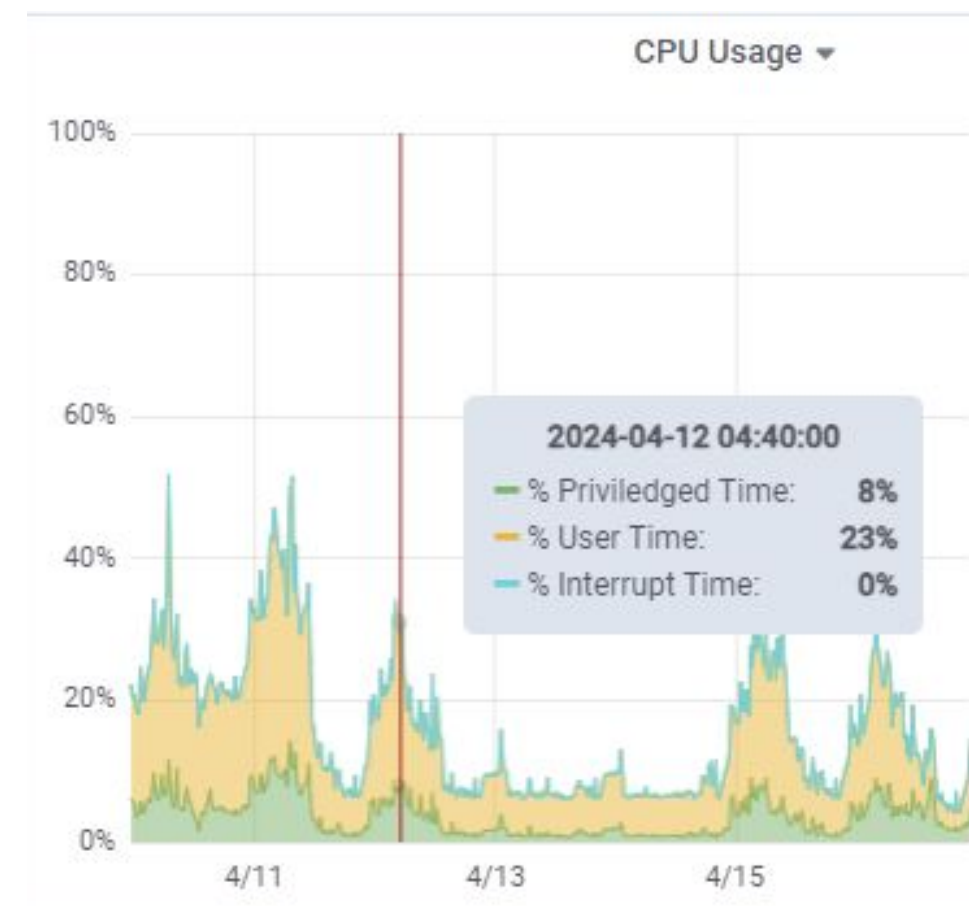 CPU Usage
100%
80%
60%
40%
20%
0%
2024-04-12 04:40:00
% Priviledged Time: 8%
% User Time: 23%
% Interrupt Time: 0%
4/11 4/13 4/15